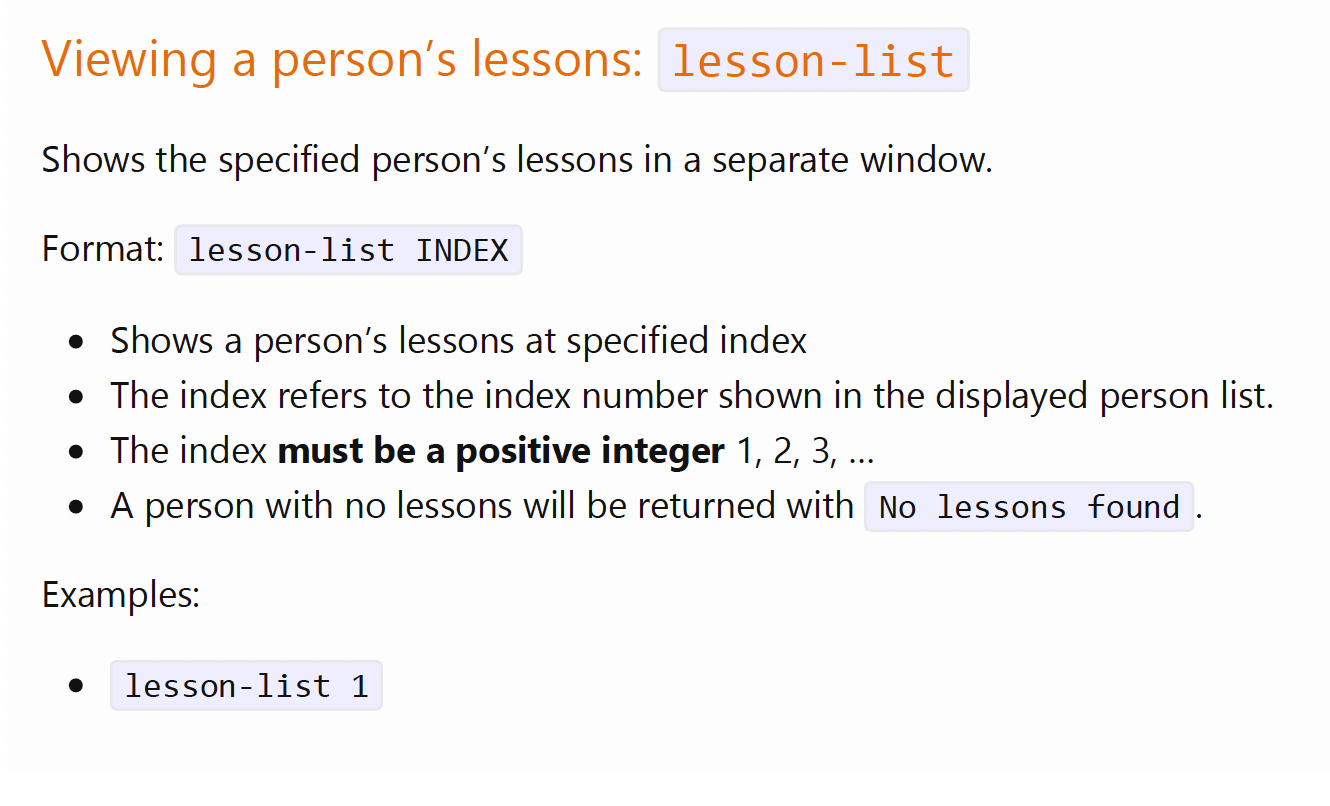 Viewing a person’s lessons: lesson-list
Shows the specified person’s lessons in a separate window.
Format: lesson-list INDEX
• Shows a person’s lessons at specified index
• The index refers to the index number shown in the displayed person list.
• The index must be a positive integer 1, 2, 3, …
• A person with no lessons will be returned with No lessons found.
Examples:
• lesson-list 1